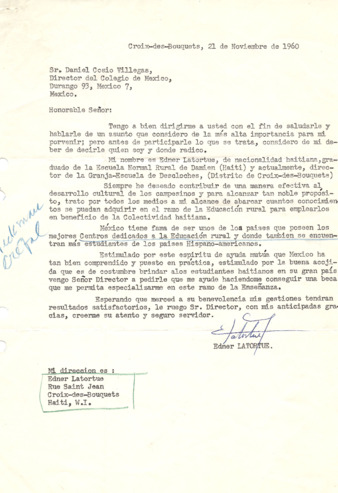 Croix-des-Bouquets, 21 de Noviembre de 1960
Sr. Daniel Cosio Villegas,
Director del Colegio de Mexico,
Durango 93, Mexico 7,
Mexico.
Honorable Señor:
Tengo a bien dirigirme a usted con el fin de saludarle y
hablarle de un asunto que considero de la más alta importancia para mi
porvenir; pero antes de participarle lo que se trata, considero de mi de
ber de decirle quien soy y donde radico.
Mi nombre es Edner Latortue, de nacionalidad haitiana,gra-
duado de la Escuela Normal Rural de Damien (Haiti) y actualmente, direc-
tor de la Granja-Escuela de Desloches, (Distrito de Croix-des-Bouquets)
Siempre he deseado contribuir de una manera efectiva al
desarrollo cultural de los campesinos y para alcanzar tan noble proposi-
to, trato por todos los medios a mi alcance de abarcar cuantos conocimien
tos se puedan adquirir en el ramo de la Educación rural para emplearlos
en beneficio de la Colectividad haitiana.
México tiene fama de ser unos de los paises que poseen los
mejores Centros dedicados a la Educación rural y donde tambien se encuen-
tran más estudiantes de los paises Hispano-americanos.
Estimulado por este espiritu de ayuda mutua que Mexico ha
tan bien comprendido y puesto en práctica, estimulado por la buena acoji-
da que es de costumbre brindar alos estudiantes haitianos en su gran país
vengo Señor Director a pedirle que me ayude haciendome conseguir una beca
que me permita especialisarme en este ramo de la Enseñanza.
Esperando que merced a su benevolencia mis gestiones tendran
resultados satisfactorios, le ruego Sr. Director, con mis anticipadas gra-
cias, creerme su atento y seguro servidor.
Edner LATORTUE.
Mi direccion es :
Edner Latortue
Rue Saint Jean
Croix-des-Bouquets
Haiti, W.I.